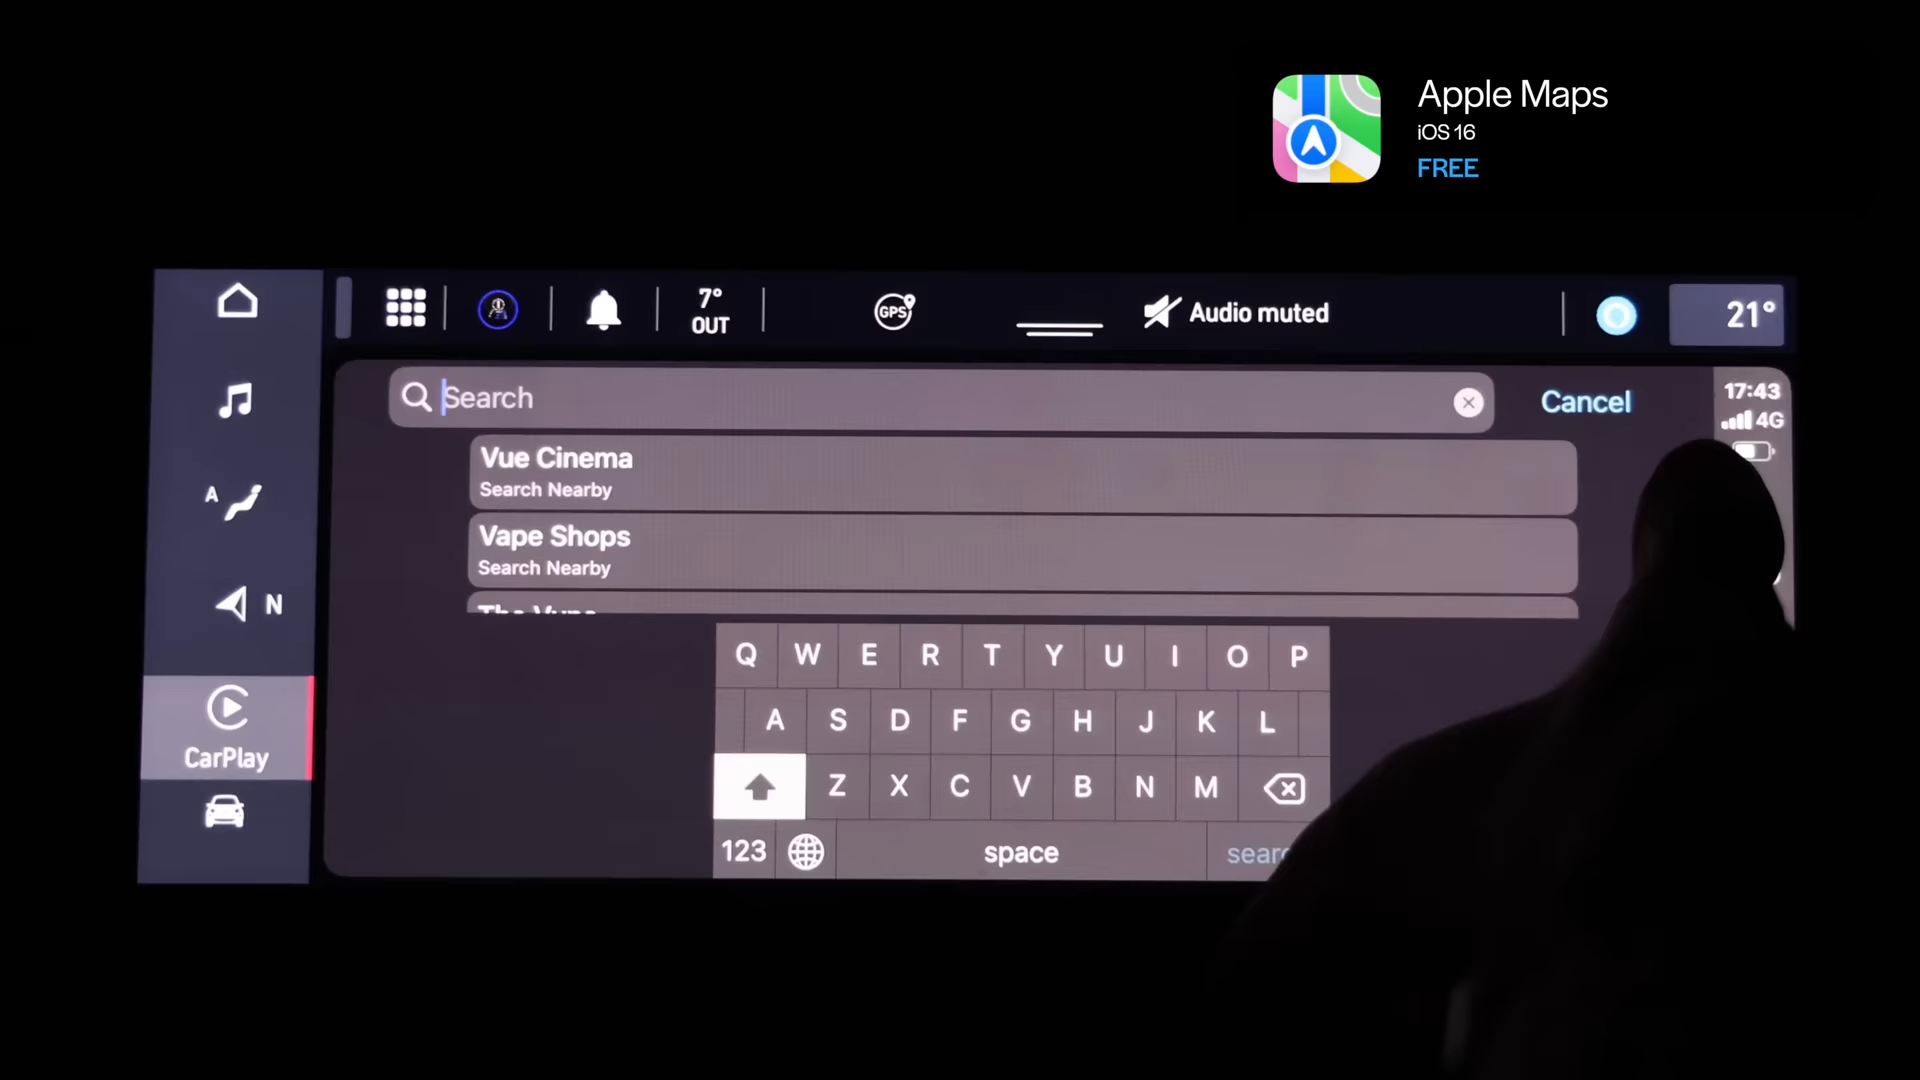 Apple Maps
iOS 16
FREE
7°
OUT
GPS
Audio muted
21°
Search
Cancel
17:43
4G
Vue Cinema
Search Nearby
Vape Shops
Search Nearby
A
N
CarPlay
Q W E R T Y U I O P
A S D F G H J K L
Z X C V B N M
123 space